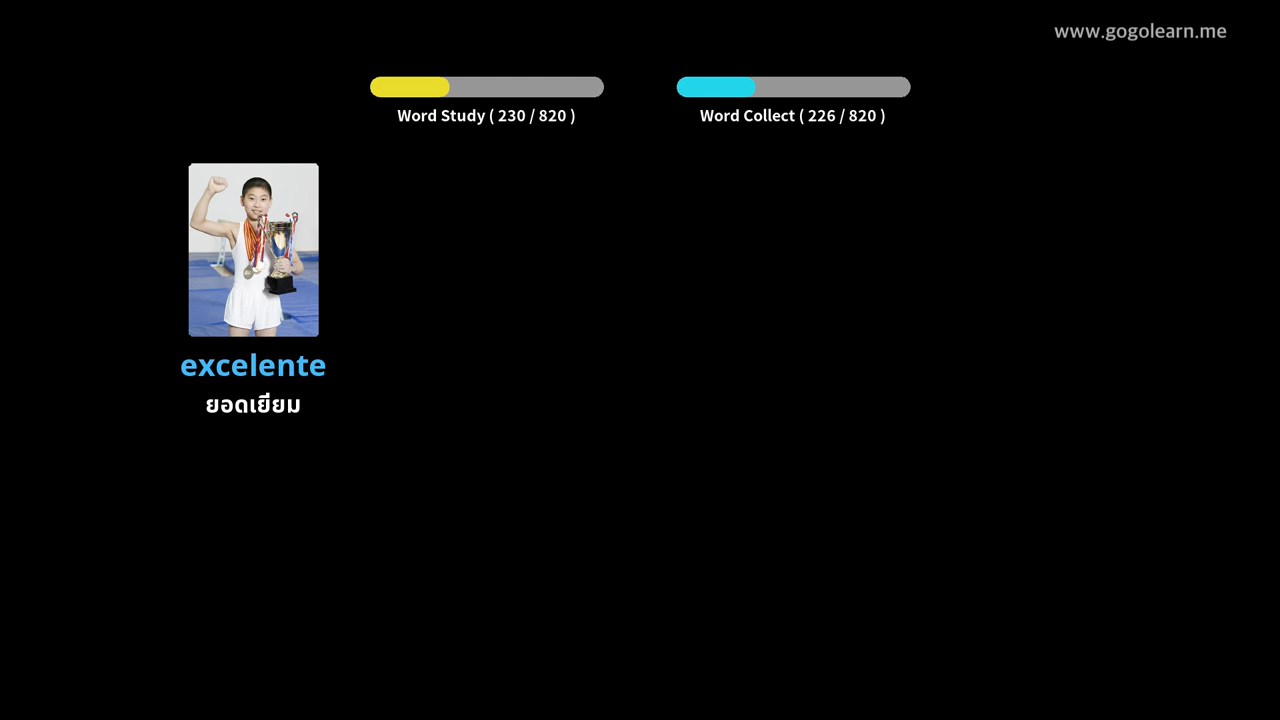 www.gogolearn.me
Word Study ( 230 / 820 )
Word Collect ( 226 / 820 )
excelente
ยอดเยี่ยม